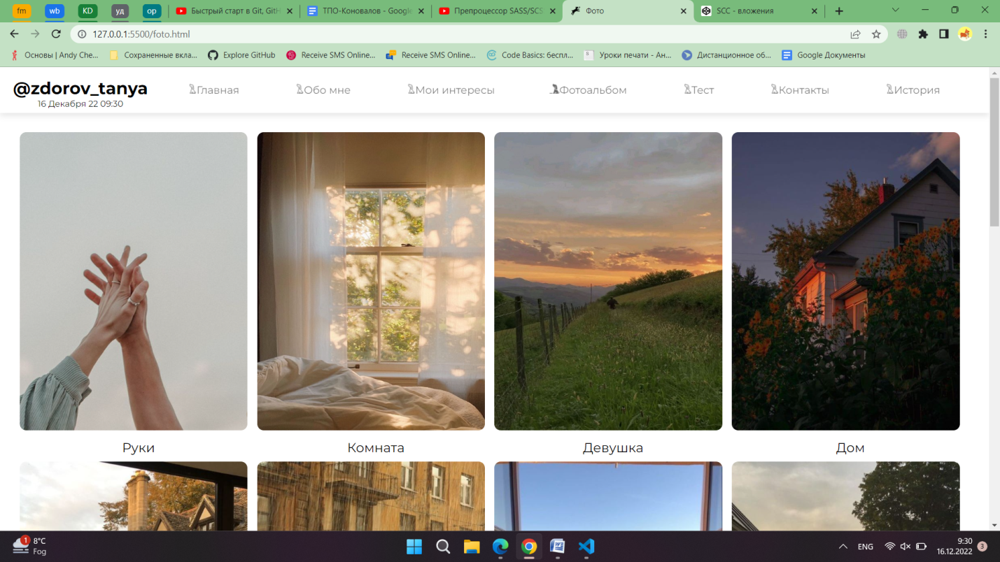 fm
wb
KD
уд
ор
Быстрый старт в Git, GitH
ТПО-Коновалов - Google
Препроцессор SASS/SCS
Фото
SCC - вложения
127.0.0.1:5500/foto.html
Основы | Andy Che...
Сохраненные вкла...
Explore GitHub
Receive SMS Online...
Receive SMS Online...
Code Basics: беспл...
Уроки печати - Ан...
Дистанционное об...
Google Документы
@zdorov_tanya
16 Декабря 22 09:30
Главная
Обо мне
Мои интересы
Фотоальбом
Тест
Контакты
История
Руки
Комната
Девушка
Дом
1
8°C
Fog
ENG
9:30
16.12.2022
3